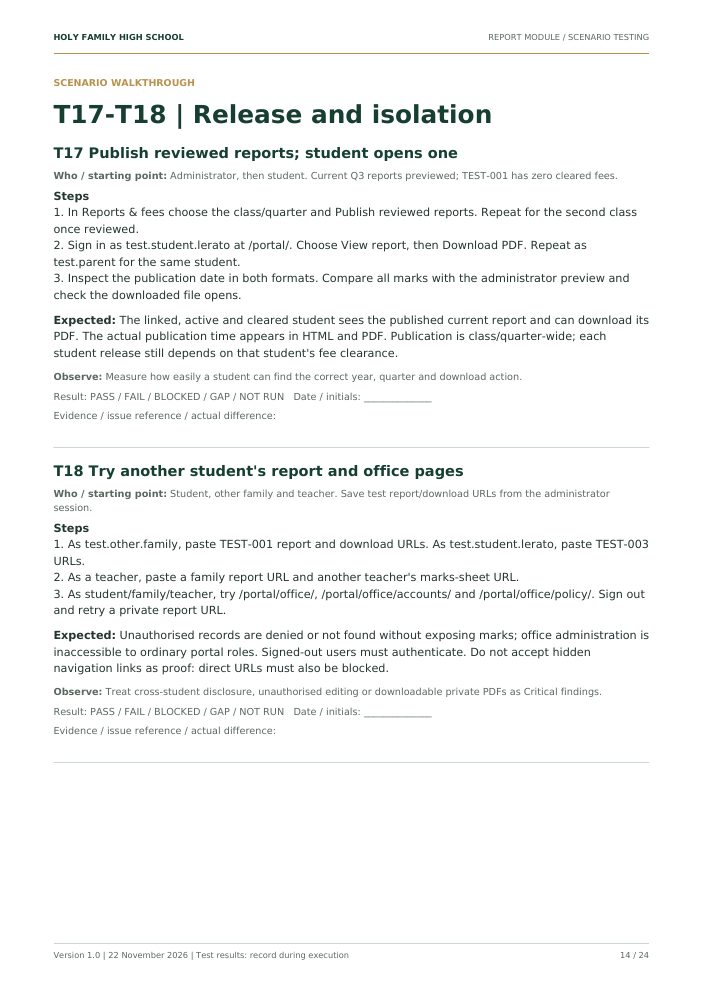 HOLY FAMILY HIGH SCHOOL
REPORT MODULE / SCENARIO TESTING
SCENARIO WALKTHROUGH
T17-T18 | Release and isolation
T17 Publish reviewed reports; student opens one
Who / starting point: Administrator, then student. Current Q3 reports previewed; TEST-001 has zero cleared fees.
Steps
1. In Reports & fees choose the class/quarter and Publish reviewed reports. Repeat for the second class
once reviewed.
2. Sign in as test.student.lerato at /portal/. Choose View report, then Download PDF. Repeat as
test.parent for the same student.
3. Inspect the publication date in both formats. Compare all marks with the administrator preview and
check the downloaded file opens.
Expected: The linked, active and cleared student sees the published current report and can download its
PDF. The actual publication time appears in HTML and PDF. Publication is class/quarter-wide; each
student release still depends on that student's fee clearance.
Observe: Measure how easily a student can find the correct year, quarter and download action.
Result: PASS / FAIL / BLOCKED / GAP / NOT RUN Date / initials: ______________
Evidence / issue reference / actual difference:
T18 Try another student's report and office pages
Who / starting point: Student, other family and teacher. Save test report/download URLs from the administrator
session.
Steps
1. As test.other.family, paste TEST-001 report and download URLs. As test.student.lerato, paste TEST-003
URLs.
2. As a teacher, paste a family report URL and another teacher's marks-sheet URL.
3. As student/family/teacher, try /portal/office/, /portal/office/accounts/ and /portal/office/policy/. Sign out
and retry a private report URL.
Expected: Unauthorised records are denied or not found without exposing marks; office administration is
inaccessible to ordinary portal roles. Signed-out users must authenticate. Do not accept hidden
navigation links as proof: direct URLs must also be blocked.
Observe: Treat cross-student disclosure, unauthorised editing or downloadable private PDFs as Critical findings.
Result: PASS / FAIL / BLOCKED / GAP / NOT RUN Date / initials: ______________
Evidence / issue reference / actual difference:
Version 1.0 | 22 November 2026 | Test results: record during execution
14 / 24